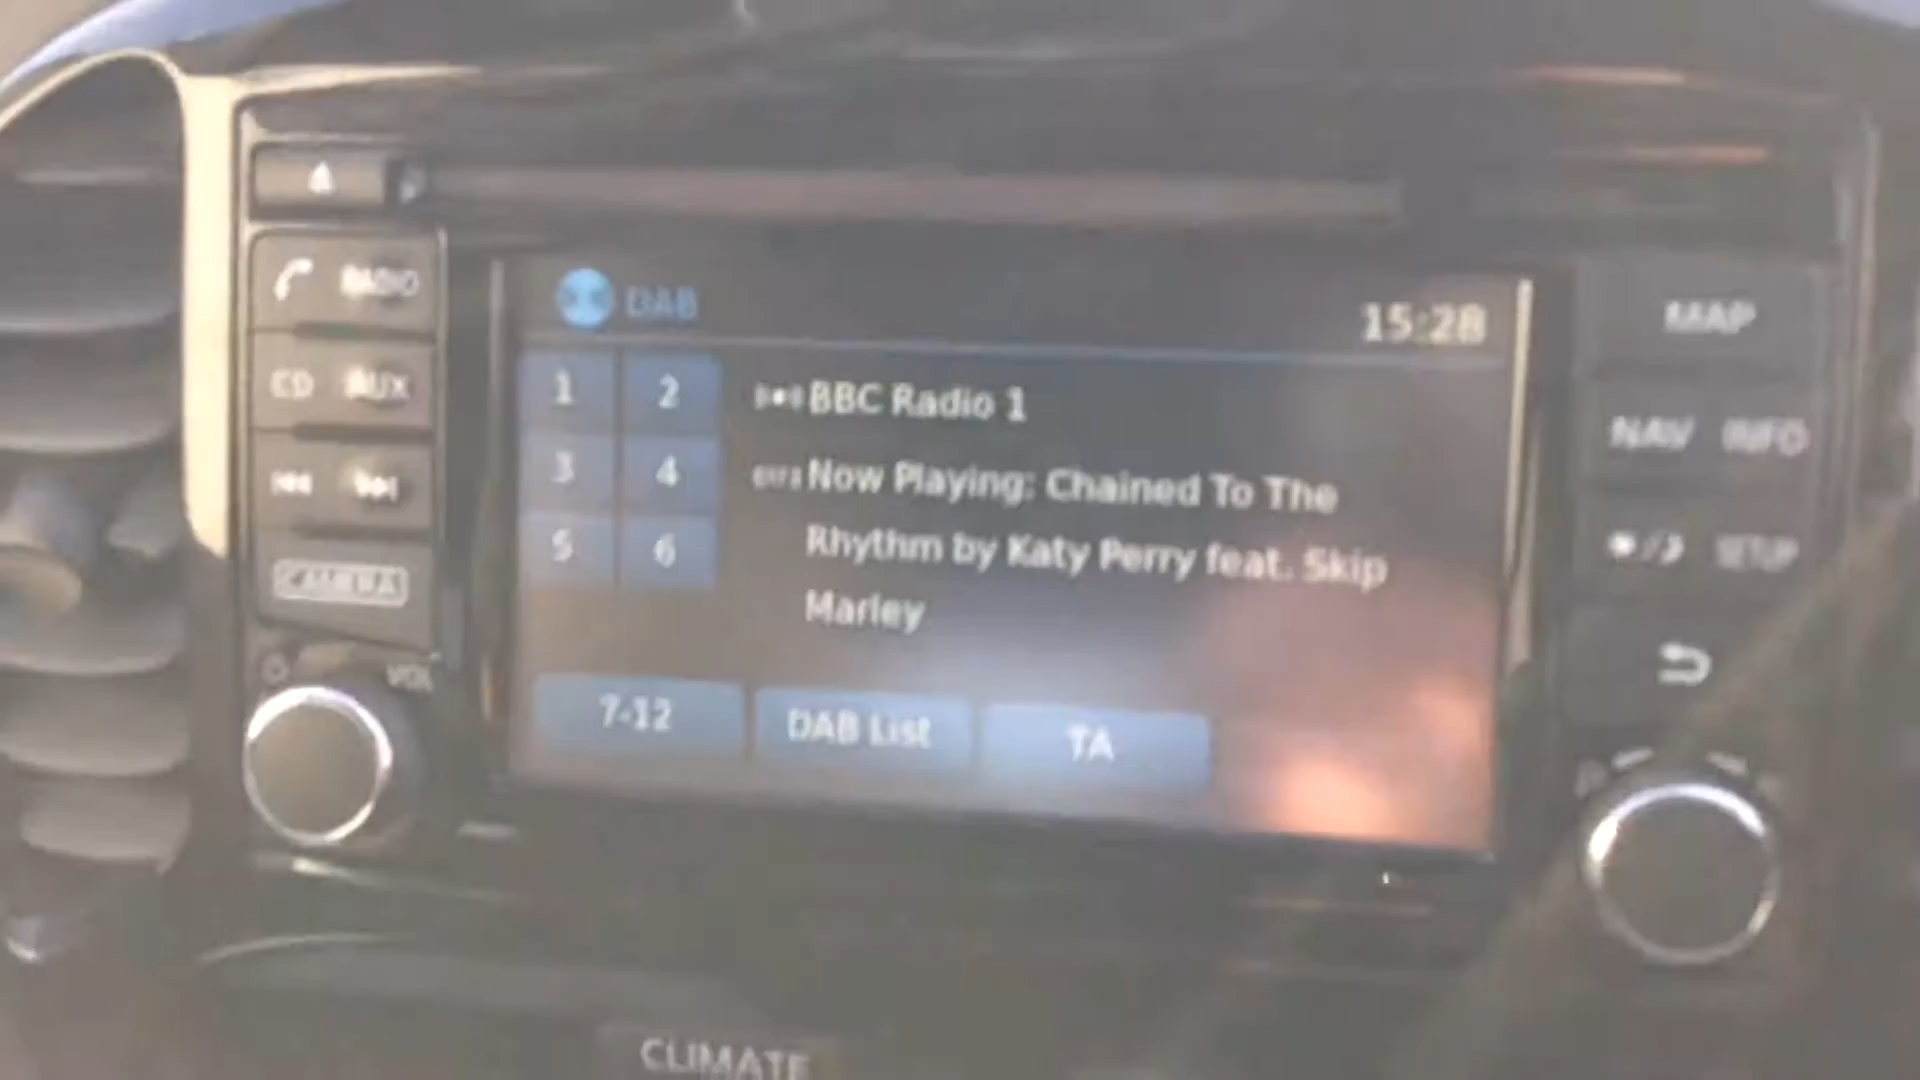 RADIO
CD AUX
CAMERA
VOL
DAB
15:28
1 2
3 4
5 6
BBC Radio 1
Now Playing: Chained To The
Rhythm by Katy Perry feat. Skip
Marley
7-12 DAB List TA
MAP
NAV INFO
SETUP
CLIMATE